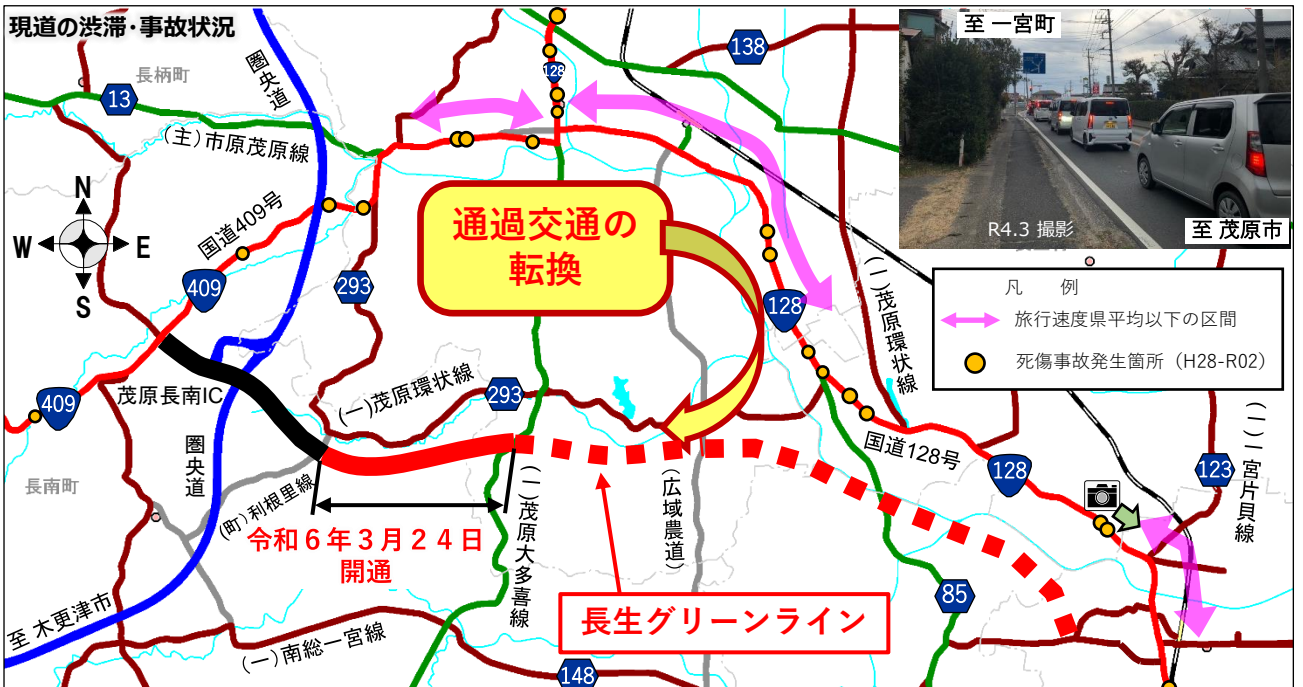 現道の渋滞・事故状況
長柄町
圏央道
13
(主)市原茂原線
128
138
至 一宮町
R4.3 撮影
至 茂原市
N
W
E
S
国道409号
409
293
通過交通の
転換
128
(一)茂原環状線
凡　例
旅行速度県平均以下の区間
死傷事故発生箇所（H28-R02）
409
茂原長南IC
(一)茂原環状線
293
国道128号
128
123
(一)一宮片貝線
長南町
圏央道
(町)利根里線
令和６年３月２４日
開通
(一)茂原大多喜線
(広域農道)
85
長生グリーンライン
至 木更津市
(一)南総一宮線
148